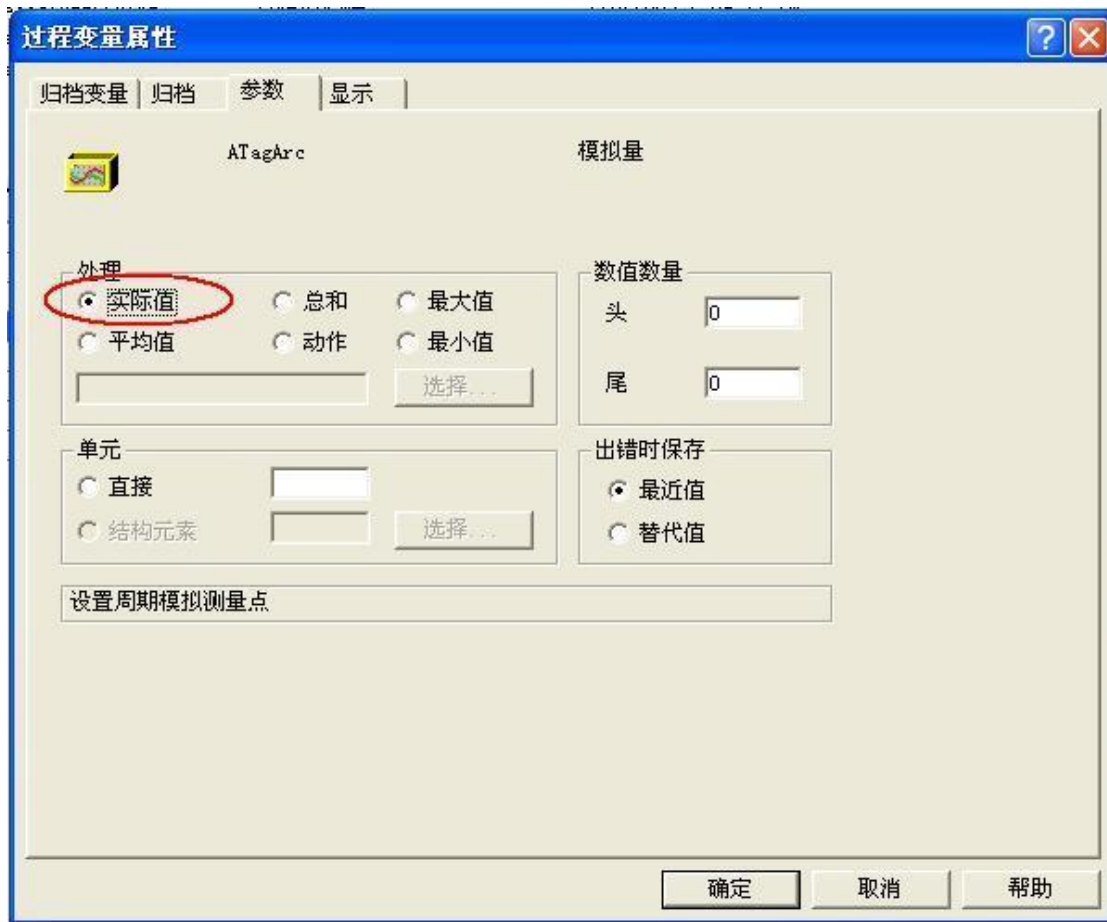 过程变量属性
归档变量 归档 参数 显示
ATagArc 模拟量
处理
实际值 总和 最大值
平均值 动作 最小值
选择...
数值数量
头 0
尾 0
单元
直接
结构元素 选择...
出错时保存
最近值
替代值
设置周期模拟测量点
确定 取消 帮助